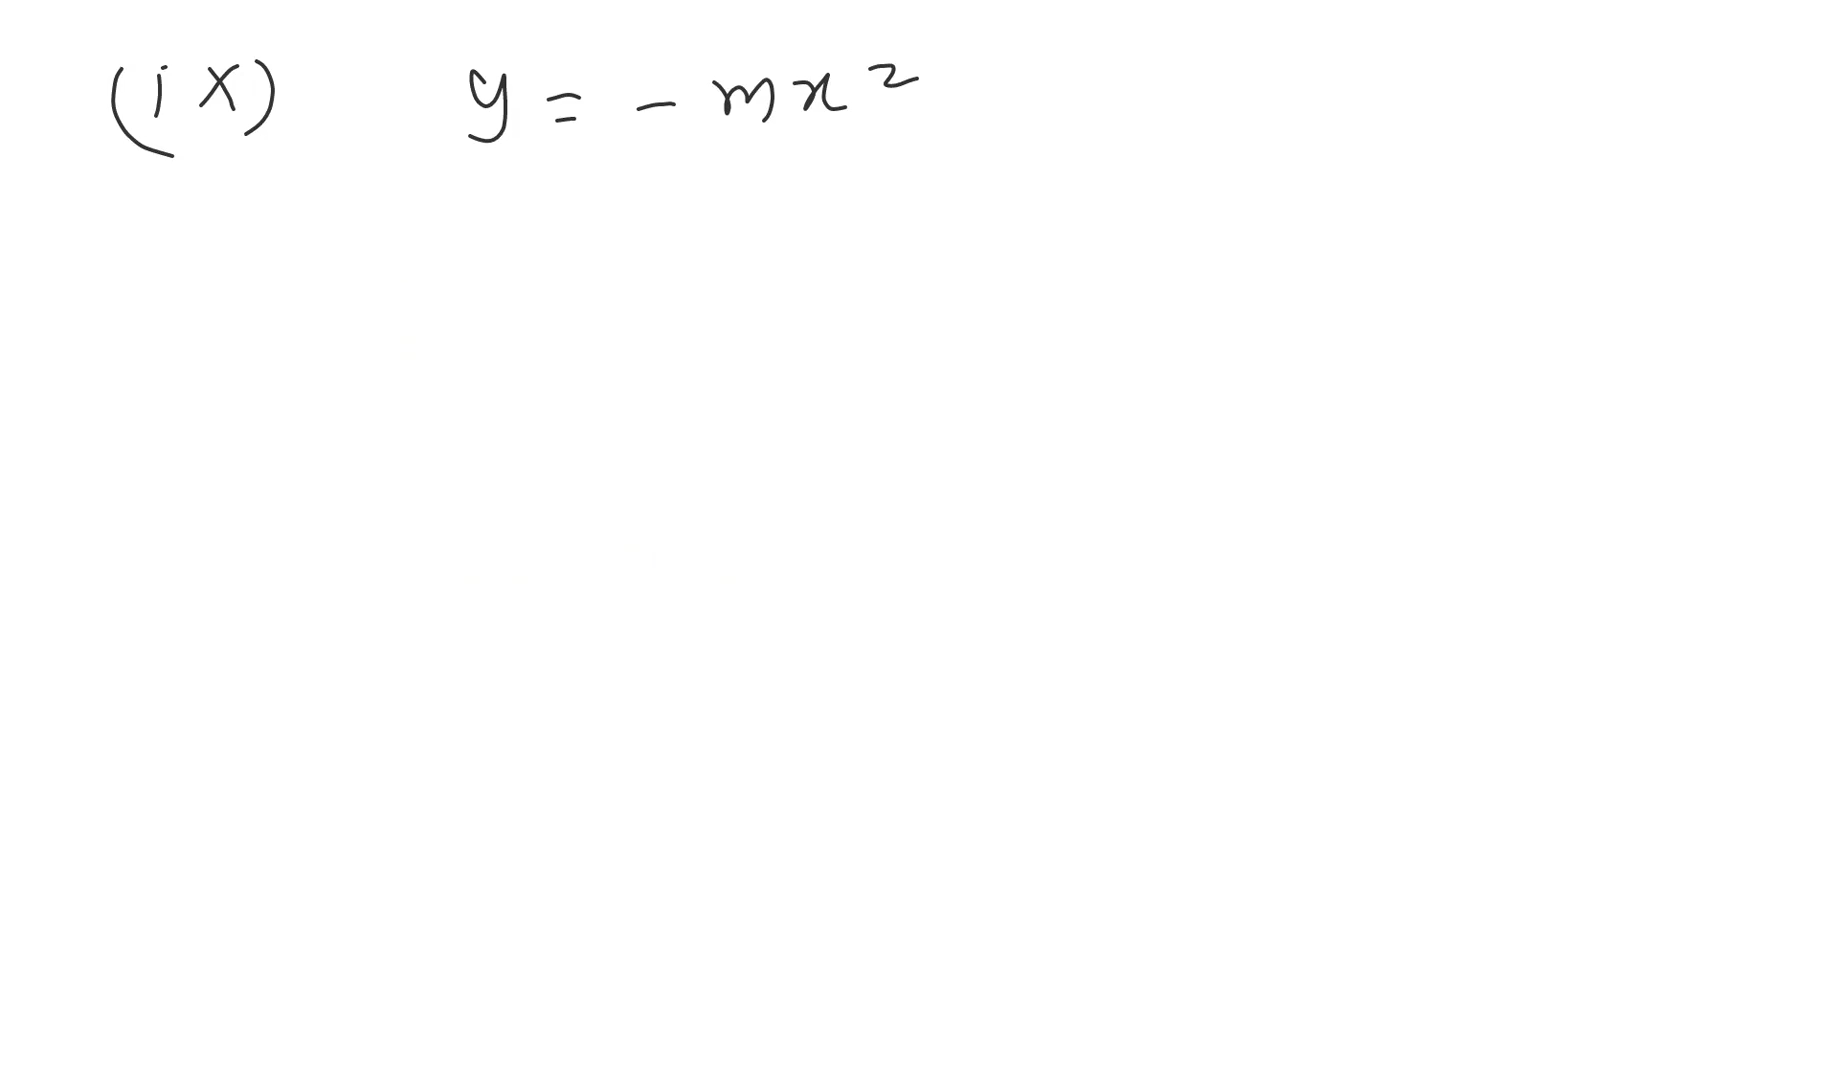 (ix) y = - mx²